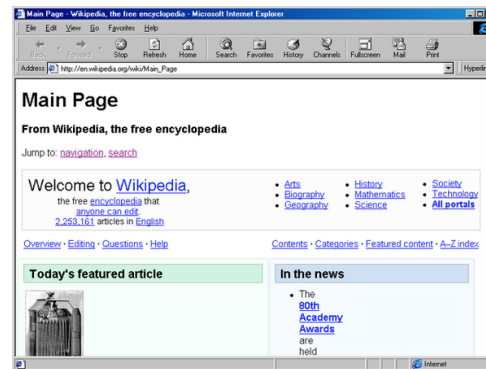 Main Page - Wikipedia, the free encyclopedia - Microsoft Internet Explorer
File Edit View Go Favorites Help
Back Forward Stop Refresh Home Search Favorites History Channels Fullscreen Mail Print
Address http://en.wikipedia.org/wiki/Main_Page Hyperlin
Main Page
From Wikipedia, the free encyclopedia
Jump to: navigation, search
Welcome to Wikipedia,
the free encyclopedia that
anyone can edit.
2,253,161 articles in English
• Arts
• Biography
• Geography
• History
• Mathematics
• Science
• Society
• Technology
• All portals
Overview · Editing · Questions · Help
Contents · Categories · Featured content · A–Z index
Today's featured article
In the news
• The
80th
Academy
Awards
are
held
Internet